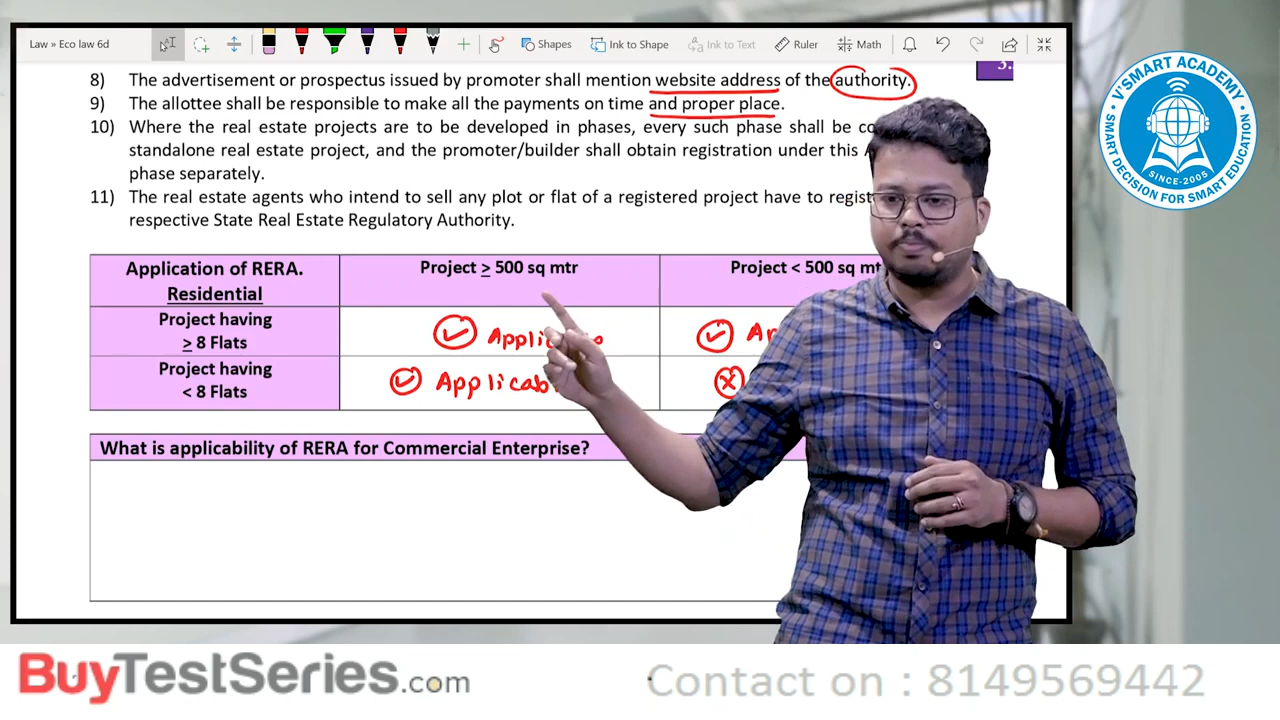 Law » Eco law 6d
Shapes
Ink to Shape
Ink to Text
Ruler
Math
8) The advertisement or prospectus issued by promoter shall mention website address of the authority.
9) The allottee shall be responsible to make all the payments on time and proper place.
10) Where the real estate projects are to be developed in phases, every such phase shall be
standalone real estate project, and the promoter/builder shall obtain registration under this
phase separately.
11) The real estate agents who intend to sell any plot or flat of a registered project have to
respective State Real Estate Regulatory Authority.
Application of RERA.
Residential
Project ≥ 500 sq mtr
Project < 500 sq
Project having
≥ 8 Flats
Project having
< 8 Flats
What is applicability of RERA for Commercial Enterprise?
V'SMART ACADEMY
SINCE-2005
SMART DECISION FOR SMART EDUCATION
BuyTestSeries.com
Contact on : 8149569442